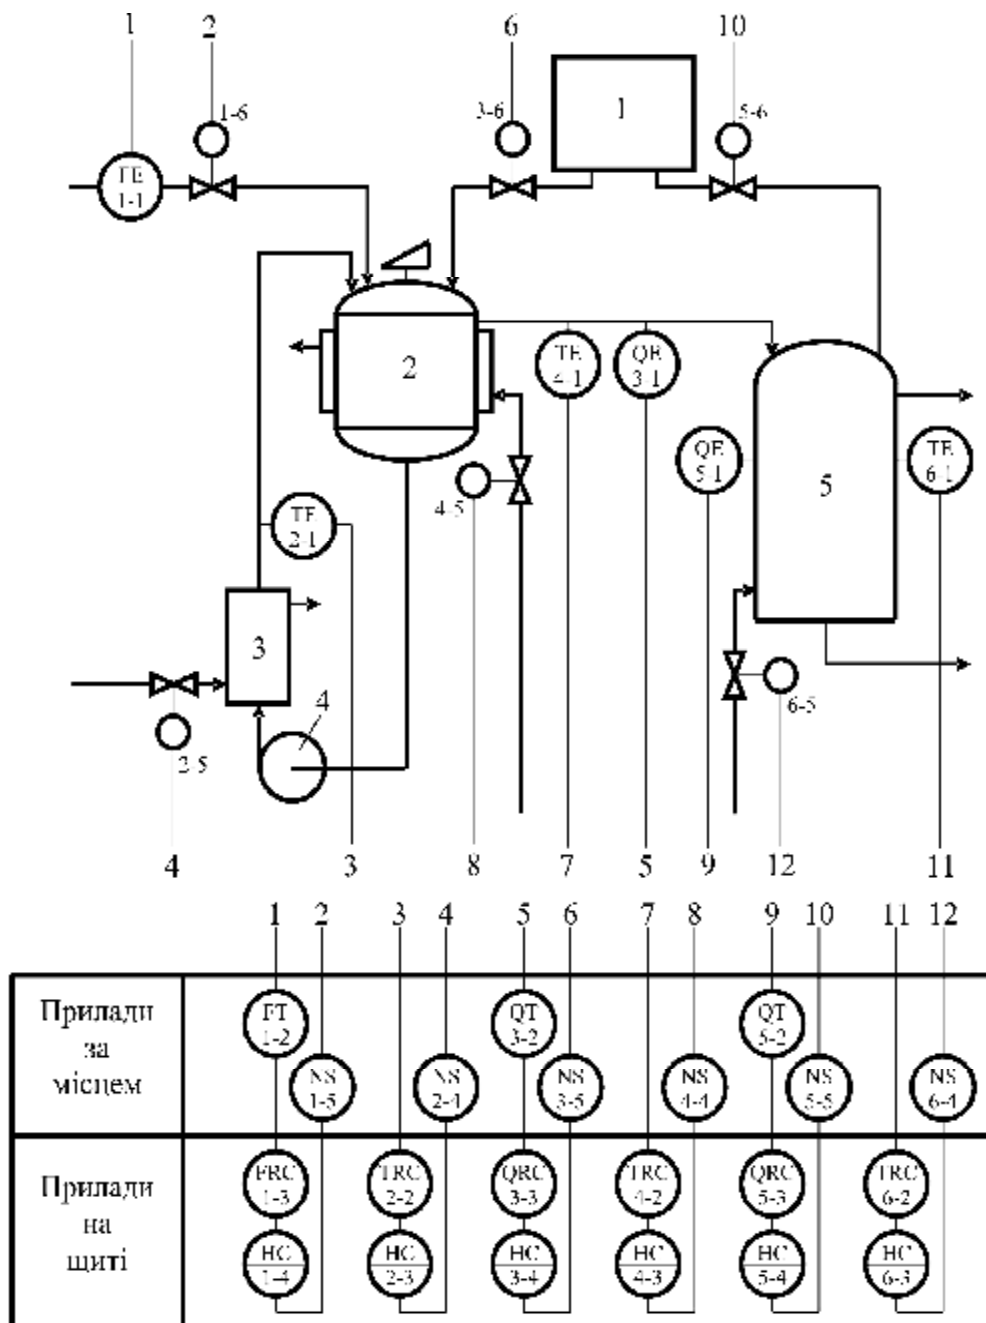 1 2 6 10
1-6 3-6 1 5-6
FE
1-1
2 TE
4-1 QE
3-1
QE
5-1 5 TE
6-1
4-5
TE
2-1
3
4
2-5 6-5
4 3 8 7 5 9 12 11
1 2 3 4 5 6 7 8 9 10 11 12
Прилади
за
місцем
FT
1-2 QT
3-2 QT
5-2
NS
1-5 NS
2-4 NS
3-5 NS
4-4 NS
5-5 NS
6-4
Прилади
на
щиті
FRC
1-3 TRC
2-2 QRC
3-3 TRC
4-2 QRC
5-3 TRC
6-2
HC
1-4 HC
2-3 HC
3-4 HC
4-3 HC
5-4 HC
6-3